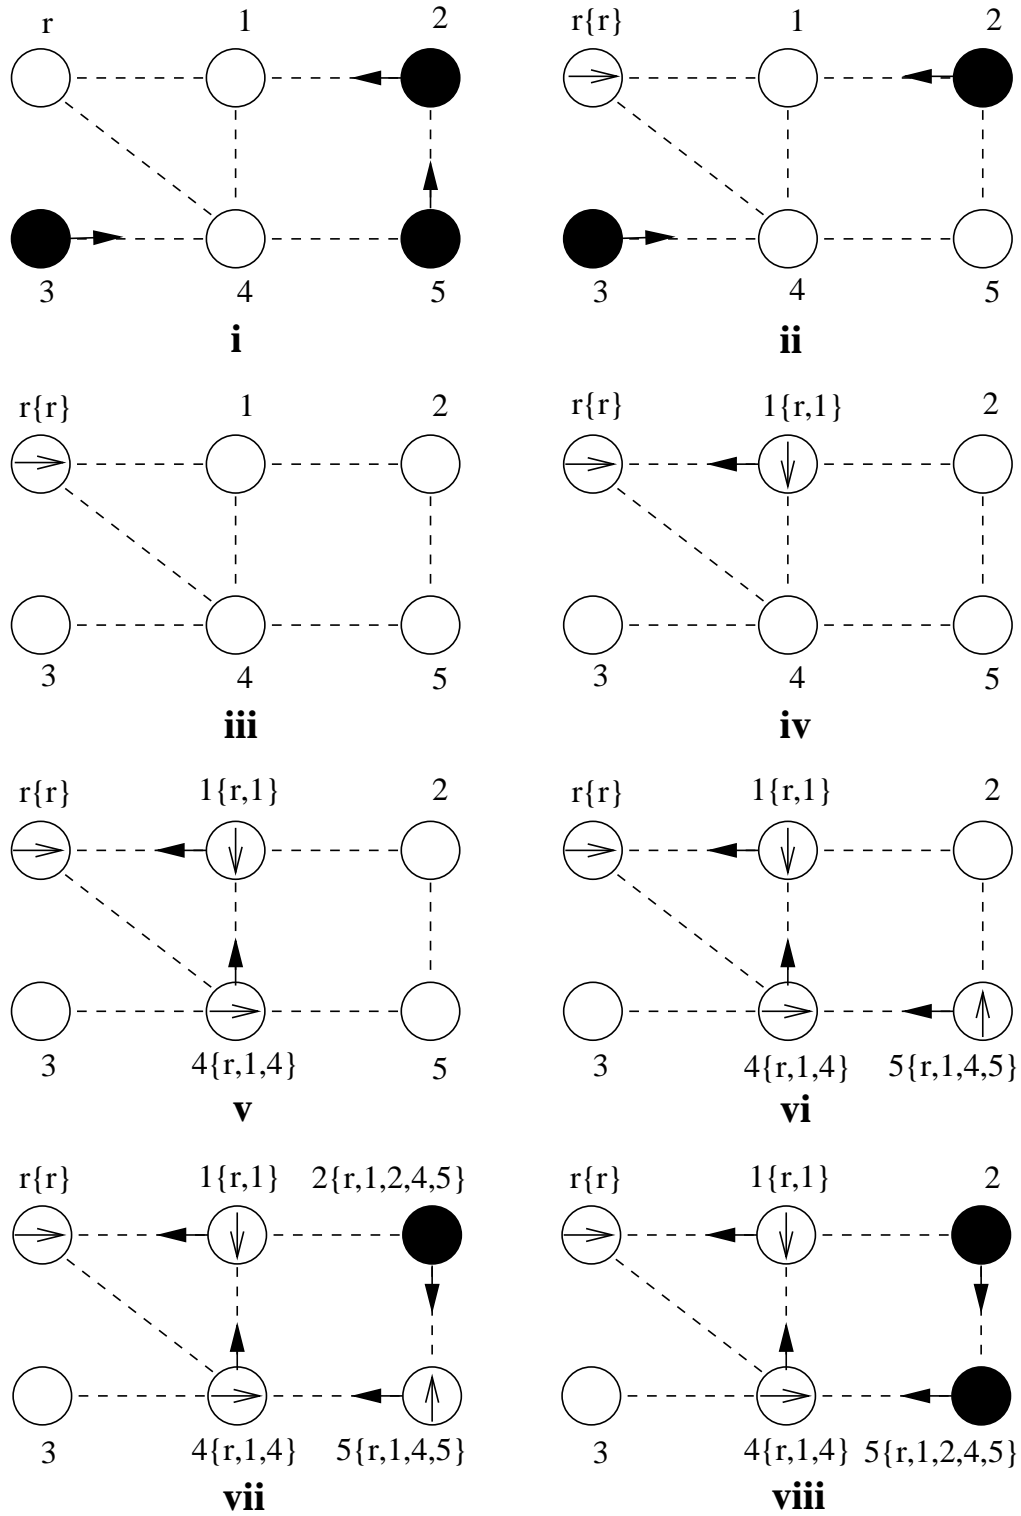 r 1 2 r{r} 1 2
3 4 5 3 4 5
i ii
r{r} 1 2 r{r} 1{r,1} 2
3 4 5 3 4 5
iii iv
r{r} 1{r,1} 2 r{r} 1{r,1} 2
3 4{r,1,4} 5 3 4{r,1,4} 5{r,1,4,5}
v vi
r{r} 1{r,1} 2{r,1,2,4,5} r{r} 1{r,1} 2
3 4{r,1,4} 5{r,1,4,5} 3 4{r,1,4} 5{r,1,2,4,5}
vii viii